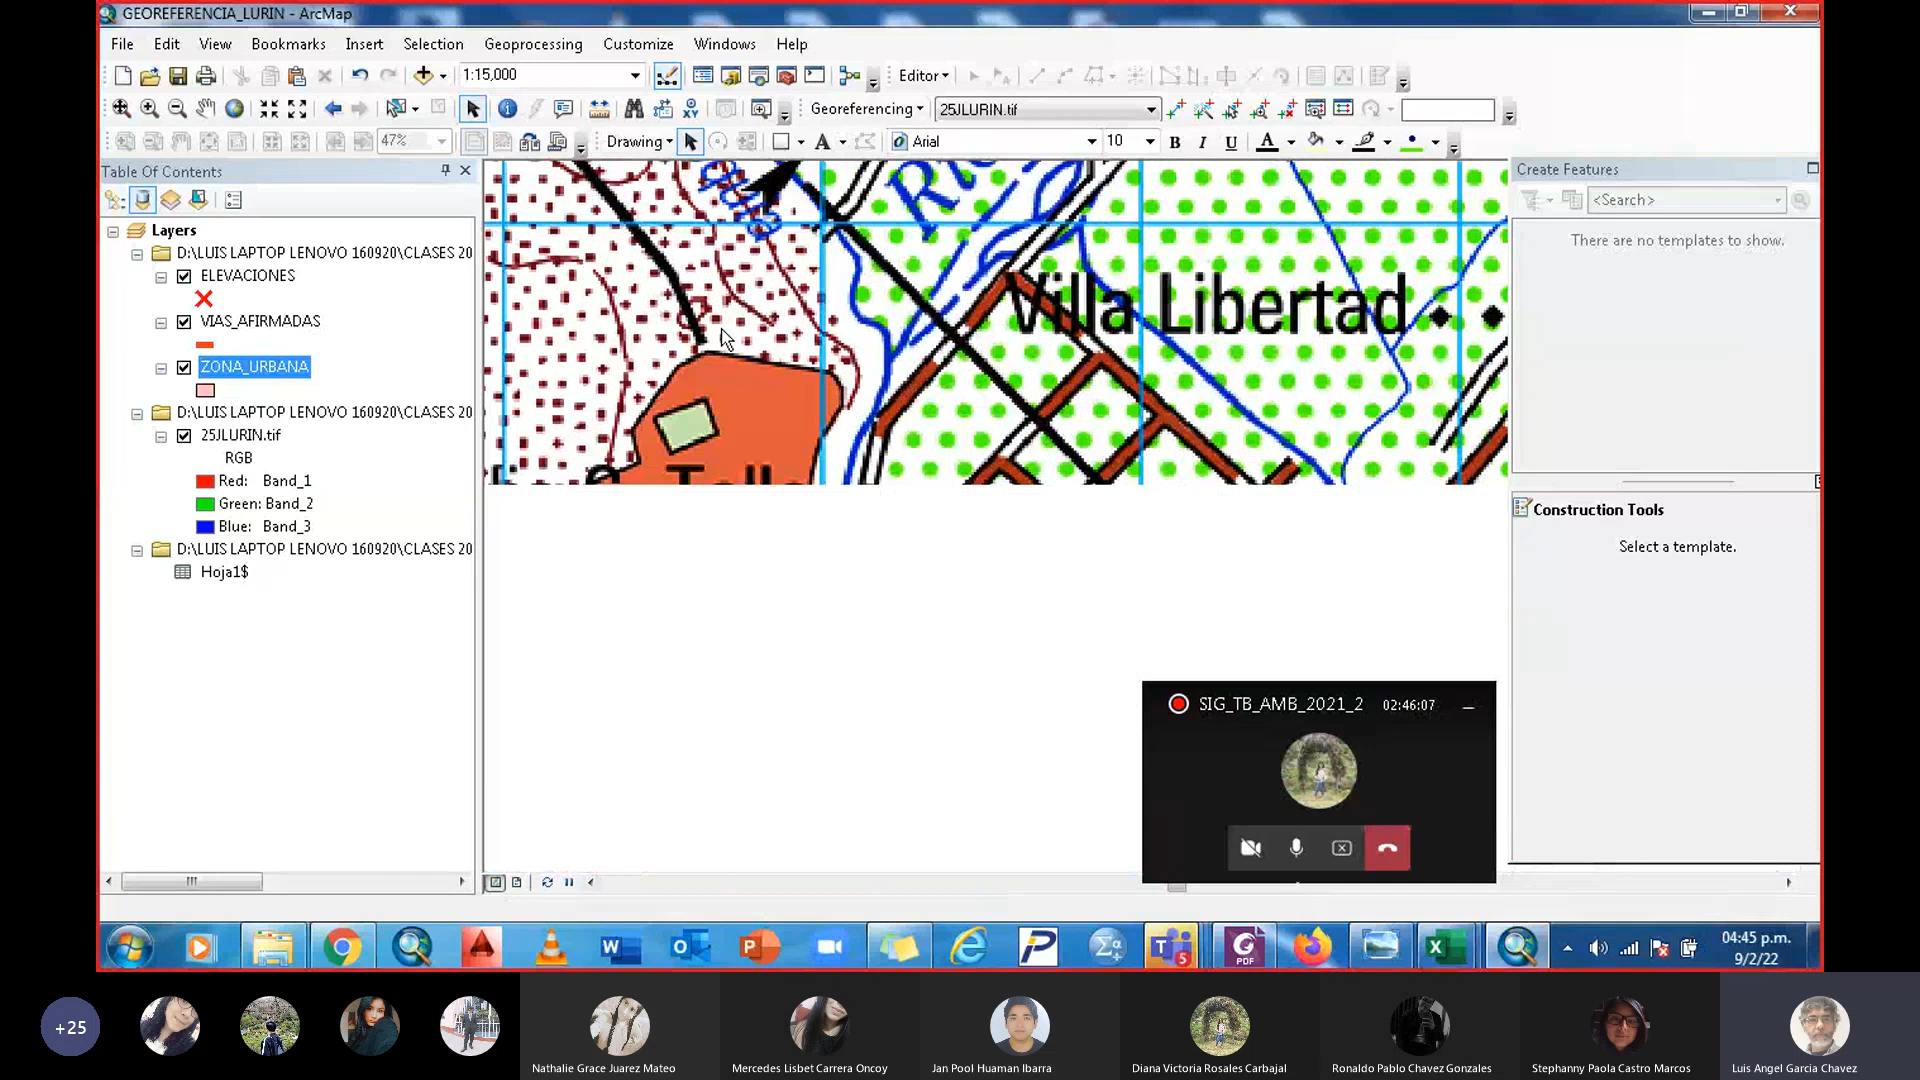 GEOREFERENCIA_LURIN - ArcMap
File Edit View Bookmarks Insert Selection Geoprocessing Customize Windows Help
1:15,000
Editor
Georeferencing
25JLURIN.tif
47%
Drawing
A
Arial
10
B I U A
Table Of Contents
Layers
D:\LUIS LAPTOP LENOVO 160920\CLASES 20
ELEVACIONES
VIAS_AFIRMADAS
ZONA_URBANA
D:\LUIS LAPTOP LENOVO 160920\CLASES 20
25JLURIN.tif
RGB
Red: Band_1
Green: Band_2
Blue: Band_3
D:\LUIS LAPTOP LENOVO 160920\CLASES 20
Hoja1$
Villa Libertad
Create Features
<Search>
There are no templates to show.
Construction Tools
Select a template.
SIG_TB_AMB_2021_2 02:46:07
04:45 p.m.
9/2/22
+25
Nathalie Grace Juarez Mateo
Mercedes Lisbet Carrera Oncoy
Jan Pool Huaman Ibarra
Diana Victoria Rosales Carbajal
Ronaldo Pablo Chavez Gonzales
Stephanny Paola Castro Marcos
Luis Angel Garcia Chavez